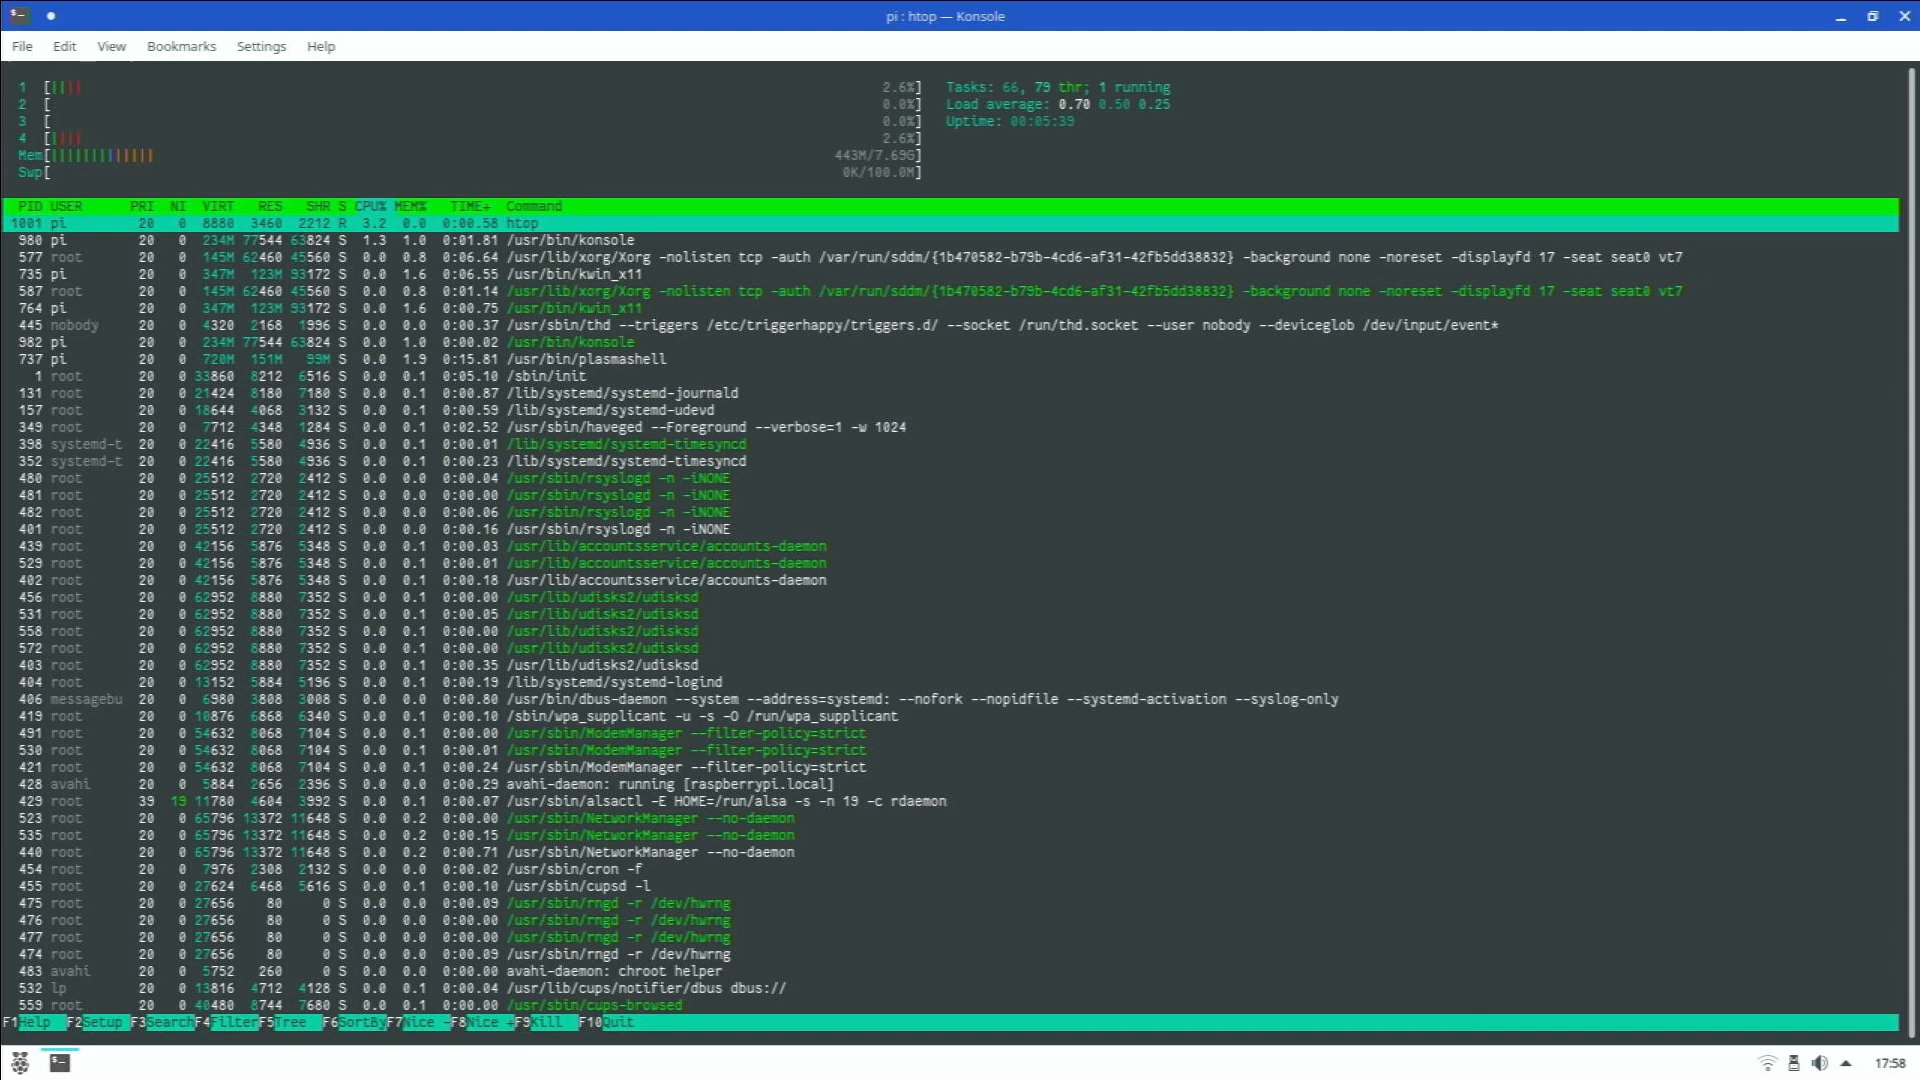 pi : htop — Konsole
File Edit View Bookmarks Settings Help
1 [|||| 2.6%] Tasks: 66, 79 thr; 1 running
2 [ 0.0%] Load average: 0.70 0.50 0.25
3 [ 0.0%] Uptime: 00:05:39
4 [|||| 2.6%]
Mem[||||||||||||| 443M/7.69G]
Swp[ 0K/100.0M]
PID USER PRI NI VIRT RES SHR S CPU% MEM% TIME+ Command
1001 pi 20 0 8880 3460 2212 R 3.2 0.0 0:00.58 htop
980 pi 20 0 234M 77544 63824 S 1.3 1.0 0:01.81 /usr/bin/konsole
577 root 20 0 145M 62460 45560 S 0.0 0.8 0:06.64 /usr/lib/xorg/Xorg -nolisten tcp -auth /var/run/sddm/{1b470582-b79b-4cd6-af31-42fb5dd38832} -background none -noreset -displayfd 17 -seat seat0 vt7
735 pi 20 0 347M 123M 93172 S 0.0 1.6 0:06.55 /usr/bin/kwin_x11
587 root 20 0 145M 62460 45560 S 0.0 0.8 0:01.14 /usr/lib/xorg/Xorg -nolisten tcp -auth /var/run/sddm/{1b470582-b79b-4cd6-af31-42fb5dd38832} -background none -noreset -displayfd 17 -seat seat0 vt7
764 pi 20 0 347M 123M 93172 S 0.0 1.6 0:00.75 /usr/bin/kwin_x11
445 nobody 20 0 4320 2168 1996 S 0.0 0.0 0:00.37 /usr/sbin/thd --triggers /etc/triggerhappy/triggers.d/ --socket /run/thd.socket --user nobody --deviceglob /dev/input/event*
982 pi 20 0 234M 77544 63824 S 0.0 1.0 0:00.02 /usr/bin/konsole
737 pi 20 0 720M 151M 99M S 0.0 1.9 0:15.81 /usr/bin/plasmashell
1 root 20 0 33860 8212 6516 S 0.0 0.1 0:05.10 /sbin/init
131 root 20 0 21424 8180 7180 S 0.0 0.1 0:00.87 /lib/systemd/systemd-journald
157 root 20 0 18644 4068 3132 S 0.0 0.1 0:00.59 /lib/systemd/systemd-udevd
349 root 20 0 7712 4348 1284 S 0.0 0.1 0:02.52 /usr/sbin/haveged --Foreground --verbose=1 -w 1024
398 systemd-t 20 0 22416 5580 4936 S 0.0 0.1 0:00.01 /lib/systemd/systemd-timesyncd
352 systemd-t 20 0 22416 5580 4936 S 0.0 0.1 0:00.23 /lib/systemd/systemd-timesyncd
480 root 20 0 25512 2720 2412 S 0.0 0.0 0:00.04 /usr/sbin/rsyslogd -n -iNONE
481 root 20 0 25512 2720 2412 S 0.0 0.0 0:00.00 /usr/sbin/rsyslogd -n -iNONE
482 root 20 0 25512 2720 2412 S 0.0 0.0 0:00.06 /usr/sbin/rsyslogd -n -iNONE
401 root 20 0 25512 2720 2412 S 0.0 0.0 0:00.16 /usr/sbin/rsyslogd -n -iNONE
439 root 20 0 42156 5876 5348 S 0.0 0.1 0:00.03 /usr/lib/accountsservice/accounts-daemon
529 root 20 0 42156 5876 5348 S 0.0 0.1 0:00.01 /usr/lib/accountsservice/accounts-daemon
402 root 20 0 42156 5876 5348 S 0.0 0.1 0:00.18 /usr/lib/accountsservice/accounts-daemon
456 root 20 0 62952 8880 7352 S 0.0 0.1 0:00.00 /usr/lib/udisks2/udisksd
531 root 20 0 62952 8880 7352 S 0.0 0.1 0:00.05 /usr/lib/udisks2/udisksd
558 root 20 0 62952 8880 7352 S 0.0 0.1 0:00.00 /usr/lib/udisks2/udisksd
572 root 20 0 62952 8880 7352 S 0.0 0.1 0:00.00 /usr/lib/udisks2/udisksd
403 root 20 0 62952 8880 7352 S 0.0 0.1 0:00.35 /usr/lib/udisks2/udisksd
404 root 20 0 13152 5884 5196 S 0.0 0.1 0:00.19 /lib/systemd/systemd-logind
406 messagebu 20 0 6980 3808 3008 S 0.0 0.0 0:00.80 /usr/bin/dbus-daemon --system --address=systemd: --nofork --nopidfile --systemd-activation --syslog-only
419 root 20 0 10876 6868 6340 S 0.0 0.1 0:00.10 /sbin/wpa_supplicant -u -s -O /run/wpa_supplicant
491 root 20 0 54632 8068 7104 S 0.0 0.1 0:00.00 /usr/sbin/ModemManager --filter-policy=strict
530 root 20 0 54632 8068 7104 S 0.0 0.1 0:00.01 /usr/sbin/ModemManager --filter-policy=strict
421 root 20 0 54632 8068 7104 S 0.0 0.1 0:00.24 /usr/sbin/ModemManager --filter-policy=strict
428 avahi 20 0 5884 2656 2396 S 0.0 0.0 0:00.29 avahi-daemon: running [raspberrypi.local]
429 root 39 19 11780 4604 3992 S 0.0 0.1 0:00.07 /usr/sbin/alsactl -E HOME=/run/alsa -s -n 19 -c rdaemon
523 root 20 0 65796 13372 11648 S 0.0 0.2 0:00.00 /usr/sbin/NetworkManager --no-daemon
535 root 20 0 65796 13372 11648 S 0.0 0.2 0:00.15 /usr/sbin/NetworkManager --no-daemon
440 root 20 0 65796 13372 11648 S 0.0 0.2 0:00.71 /usr/sbin/NetworkManager --no-daemon
454 root 20 0 7976 2308 2132 S 0.0 0.0 0:00.02 /usr/sbin/cron -f
455 root 20 0 27624 6468 5616 S 0.0 0.1 0:00.10 /usr/sbin/cupsd -l
475 root 20 0 27656 80 0 S 0.0 0.0 0:00.09 /usr/sbin/rngd -r /dev/hwrng
476 root 20 0 27656 80 0 S 0.0 0.0 0:00.00 /usr/sbin/rngd -r /dev/hwrng
477 root 20 0 27656 80 0 S 0.0 0.0 0:00.00 /usr/sbin/rngd -r /dev/hwrng
474 root 20 0 27656 80 0 S 0.0 0.0 0:00.09 /usr/sbin/rngd -r /dev/hwrng
483 avahi 20 0 5752 260 0 S 0.0 0.0 0:00.00 avahi-daemon: chroot helper
532 lp 20 0 13816 4712 4128 S 0.0 0.1 0:00.04 /usr/lib/cups/notifier/dbus dbus://
559 root 20 0 40480 8744 7680 S 0.0 0.1 0:00.00 /usr/sbin/cups-browsed
F1Help F2Setup F3SearchF4FilterF5Tree F6SortByF7Nice -F8Nice +F9Kill F10Quit
17:58